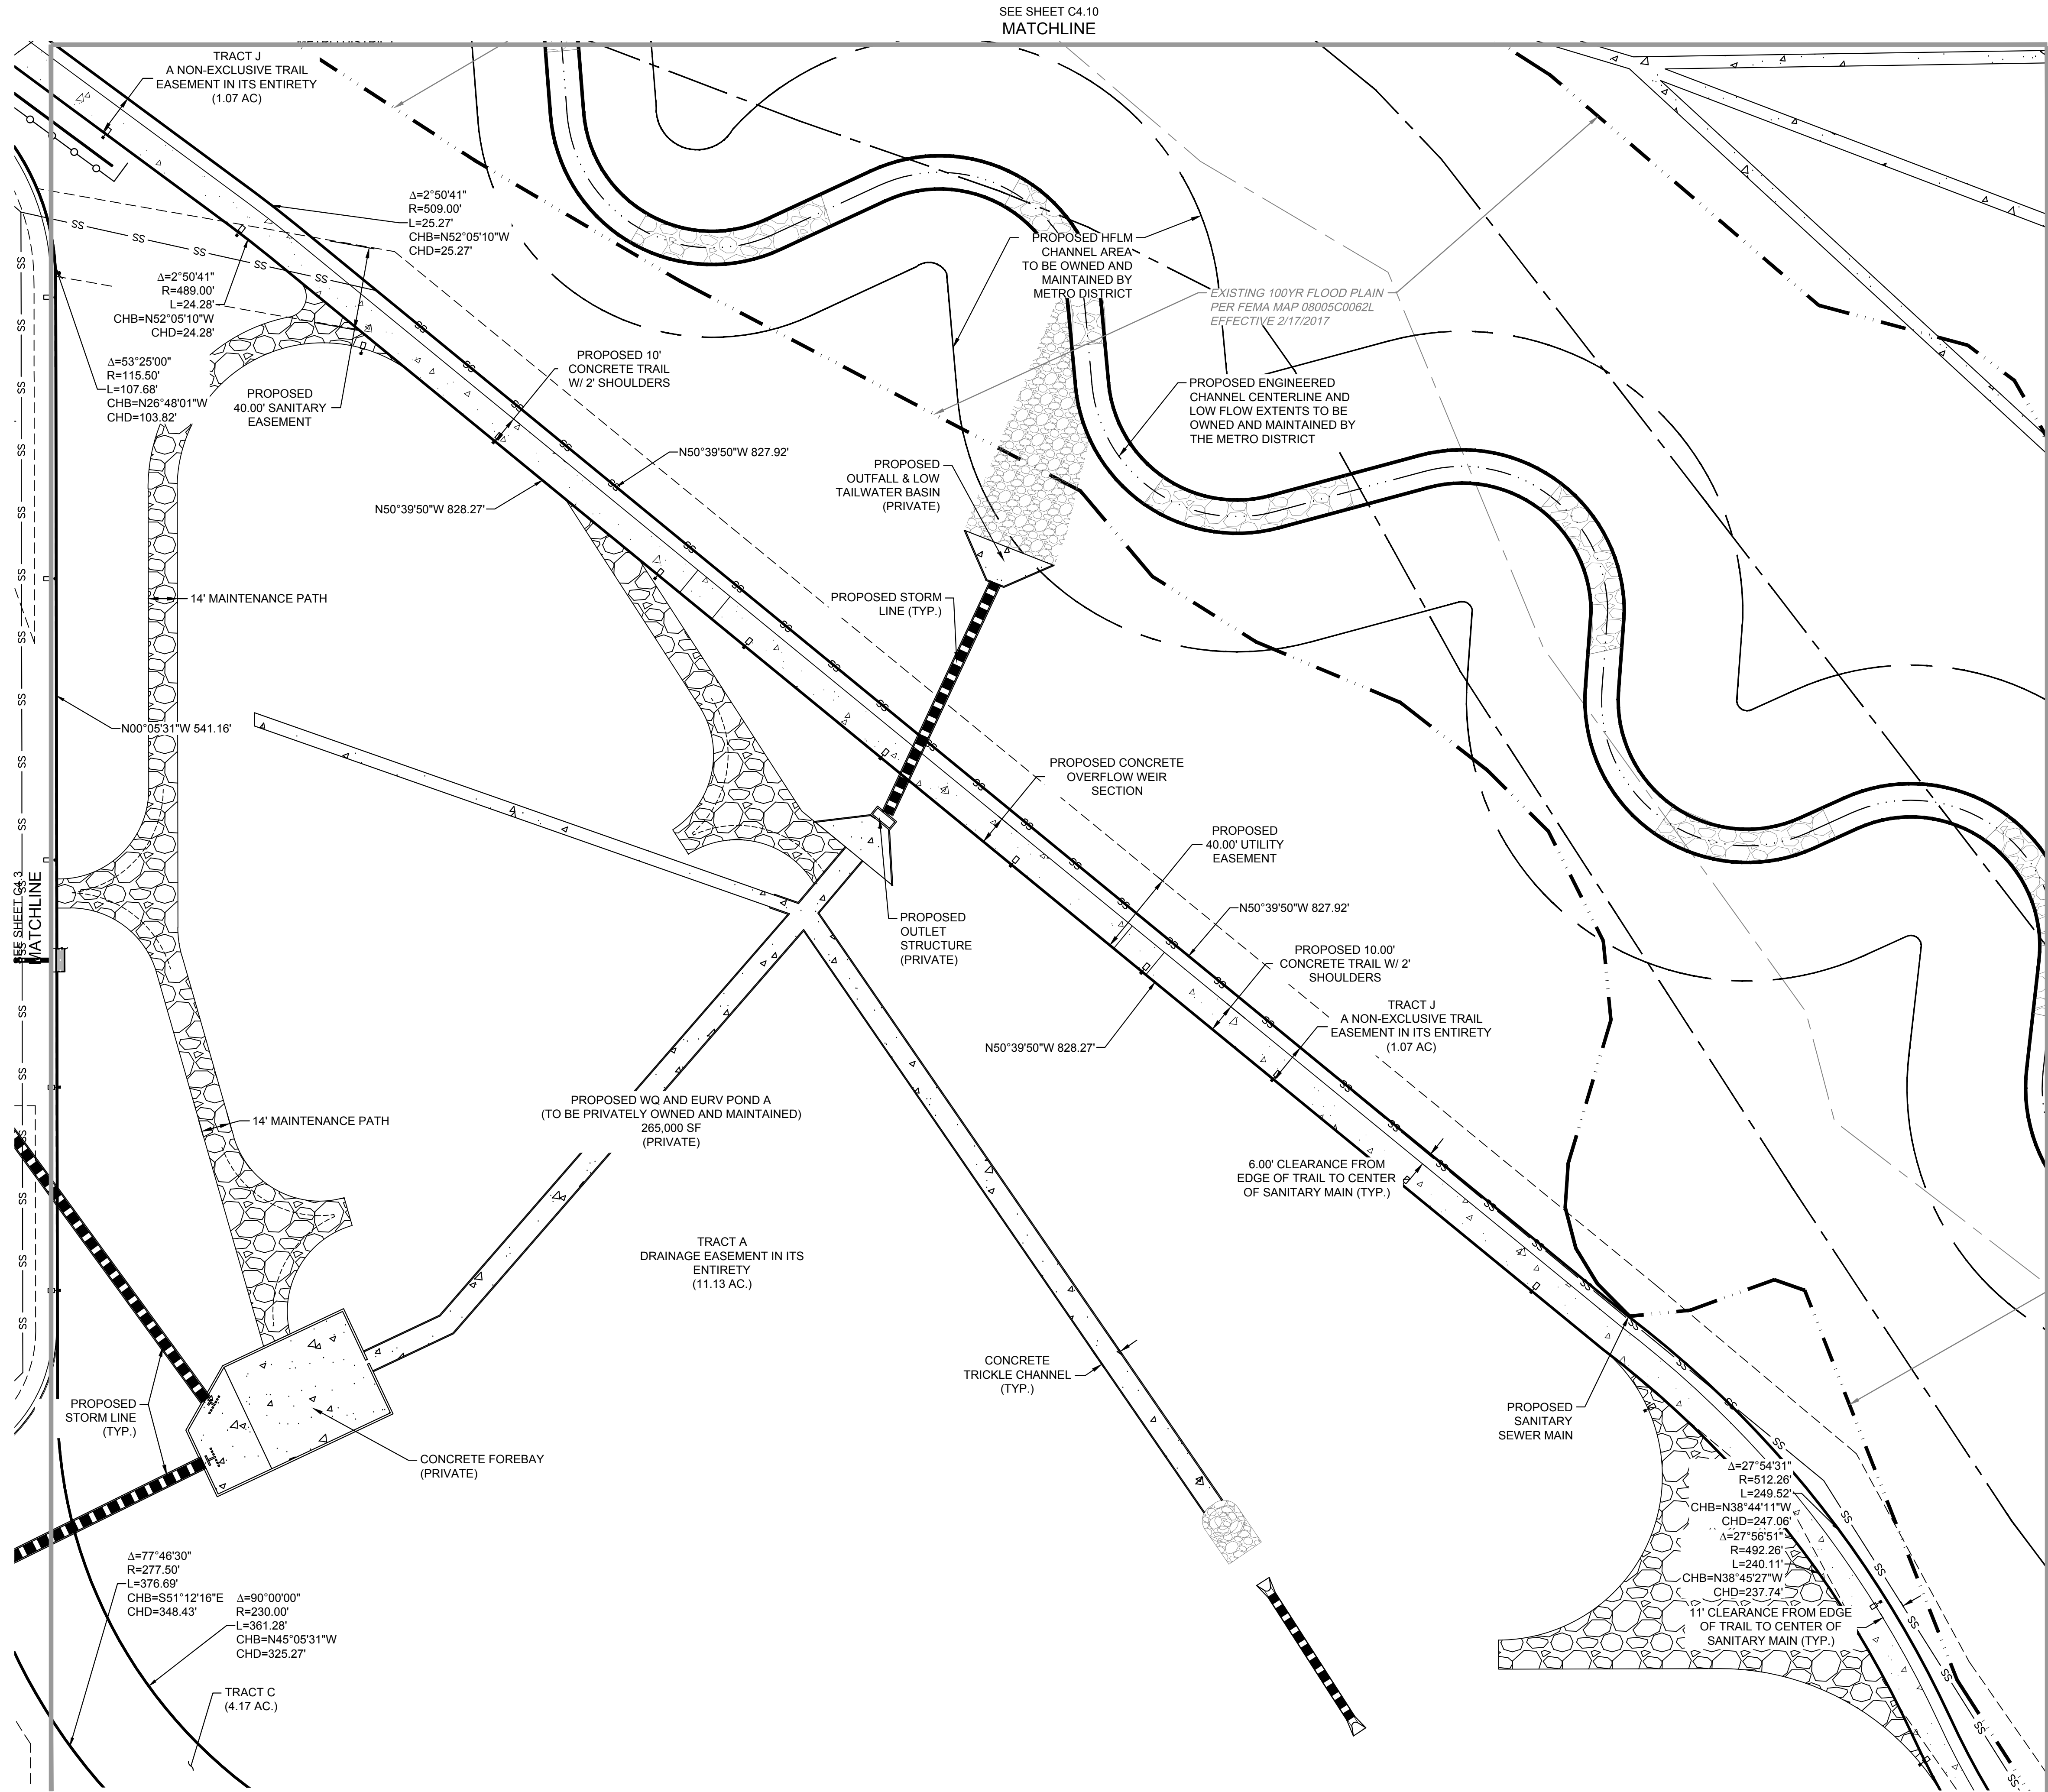 SEE SHEET C4.10
MATCHLINE
TRACT J
A NON-EXCLUSIVE TRAIL
EASEMENT IN ITS ENTIRETY
(1.07 AC)
Δ=2°50'41"
R=509.00'
L=25.27'
CHB=N52°05'10"W
CHD=25.27'
Δ=2°50'41"
R=489.00'
L=24.28'
CHB=N52°05'10"W
CHD=24.28'
Δ=53°25'00"
R=115.50'
L=107.68'
CHB=N26°48'01"W
CHD=103.82'
PROPOSED
40.00' SANITARY
EASEMENT
PROPOSED 10'
CONCRETE TRAIL
W/ 2' SHOULDERS
PROPOSED HFLM
CHANNEL AREA
TO BE OWNED AND
MAINTAINED BY
METRO DISTRICT
EXISTING 100YR FLOOD PLAIN
PER FEMA MAP 08005C0062L
EFFECTIVE 2/17/2017
PROPOSED ENGINEERED
CHANNEL CENTERLINE AND
LOW FLOW EXTENTS TO BE
OWNED AND MAINTAINED BY
THE METRO DISTRICT
N50°39'50"W 827.92'
N50°39'50"W 828.27'
PROPOSED
OUTFALL & LOW
TAILWATER BASIN
(PRIVATE)
14' MAINTENANCE PATH
PROPOSED STORM
LINE (TYP.)
N00°05'31"W 541.16'
PROPOSED CONCRETE
OVERFLOW WEIR
SECTION
PROPOSED
40.00' UTILITY
EASEMENT
SEE SHEET C4.3
MATCHLINE
PROPOSED
OUTLET
STRUCTURE
(PRIVATE)
N50°39'50"W 827.92'
PROPOSED 10.00'
CONCRETE TRAIL W/ 2'
SHOULDERS
TRACT J
A NON-EXCLUSIVE TRAIL
EASEMENT IN ITS ENTIRETY
(1.07 AC)
N50°39'50"W 828.27'
PROPOSED WQ AND EURV POND A
(TO BE PRIVATELY OWNED AND MAINTAINED)
265,000 SF
(PRIVATE)
14' MAINTENANCE PATH
6.00' CLEARANCE FROM
EDGE OF TRAIL TO CENTER
OF SANITARY MAIN (TYP.)
TRACT A
DRAINAGE EASEMENT IN ITS
ENTIRETY
(11.13 AC.)
CONCRETE
TRICKLE CHANNEL
(TYP.)
PROPOSED
STORM LINE
(TYP.)
PROPOSED
SANITARY
SEWER MAIN
CONCRETE FOREBAY
(PRIVATE)
Δ=27°54'31"
R=512.26'
L=249.52'
CHB=N38°44'11"W
CHD=247.06'
Δ=27°56'51"
R=492.26'
L=240.11'
CHB=N38°45'27"W
CHD=237.74'
11' CLEARANCE FROM EDGE
OF TRAIL TO CENTER OF
SANITARY MAIN (TYP.)
Δ=77°46'30"
R=277.50'
L=376.69'
CHB=S51°12'16"E
CHD=348.43'
Δ=90°00'00"
R=230.00'
L=361.28'
CHB=N45°05'31"W
CHD=325.27'
TRACT C
(4.17 AC.)